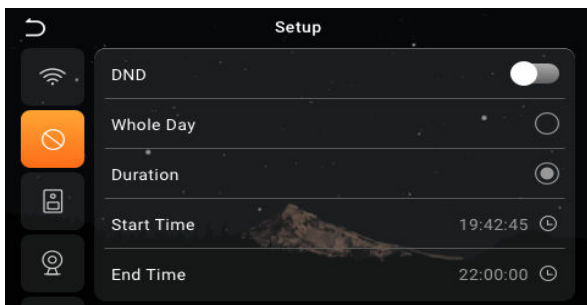 Setup
DND
Whole Day
Duration
Start Time 19:42:45
End Time 22:00:00